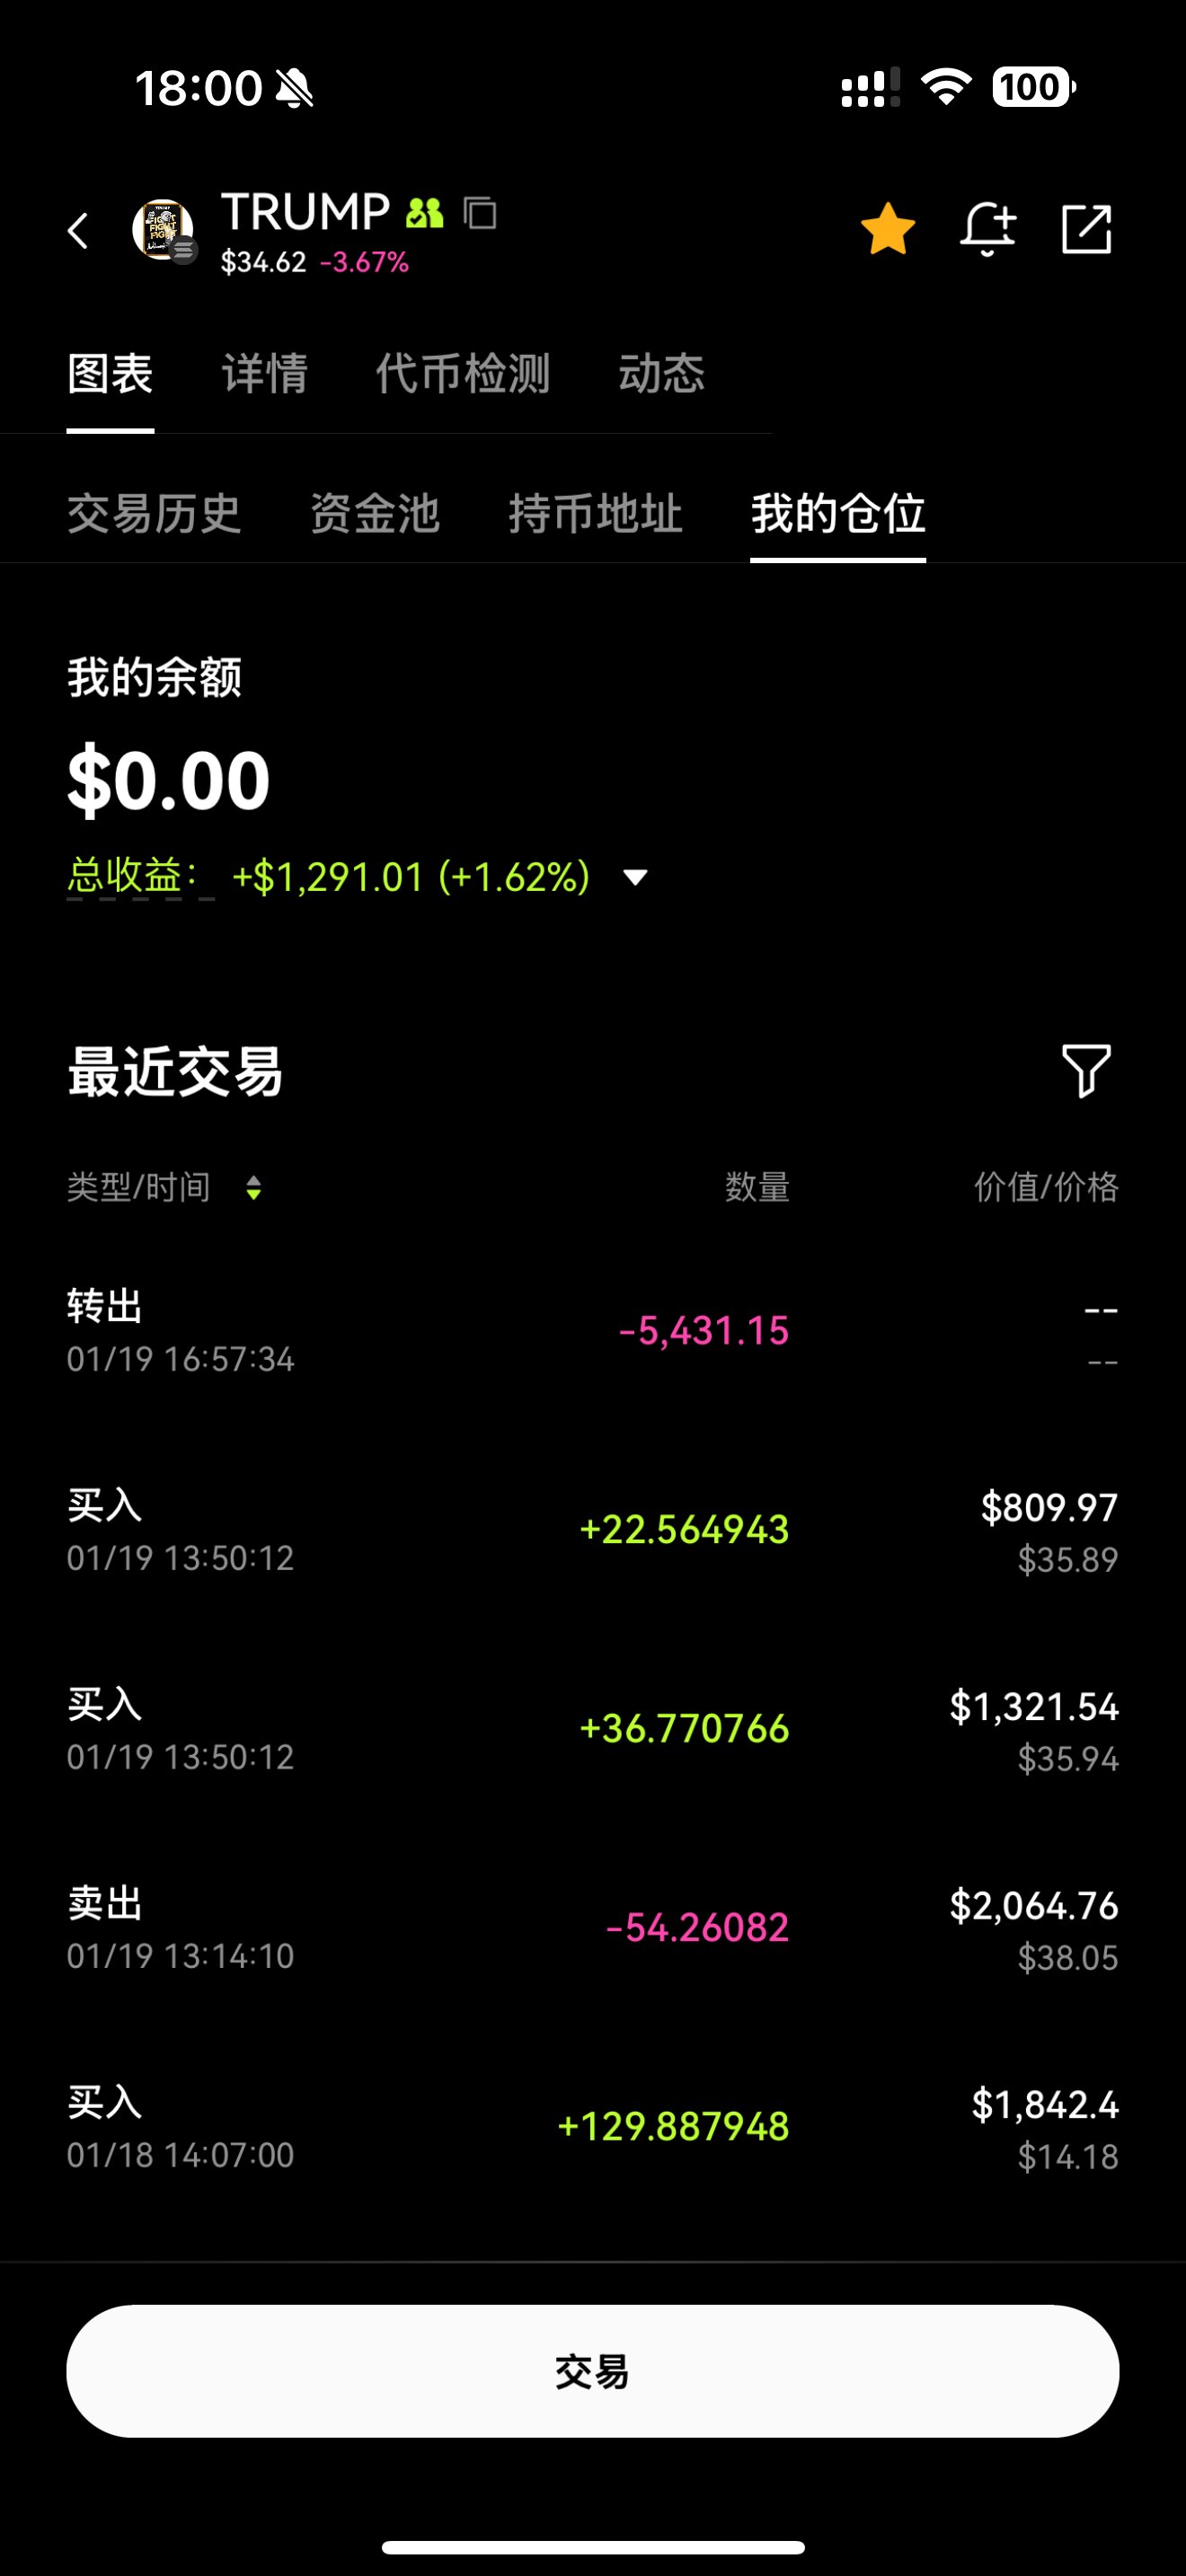 18:00
100
TRUMP
$34.62 -3.67%
图表 详情 代币检测 动态
交易历史 资金池 持币地址 我的仓位
我的余额
$0.00
总收益: +$1,291.01 (+1.62%)
最近交易
类型/时间 数量 价值/价格
转出 -5,431.15 --
01/19 16:57:34 --
买入 +22.564943 $809.97
01/19 13:50:12 $35.89
买入 +36.770766 $1,321.54
01/19 13:50:12 $35.94
卖出 -54.26082 $2,064.76
01/19 13:14:10 $38.05
买入 +129.887948 $1,842.4
01/18 14:07:00 $14.18
交易